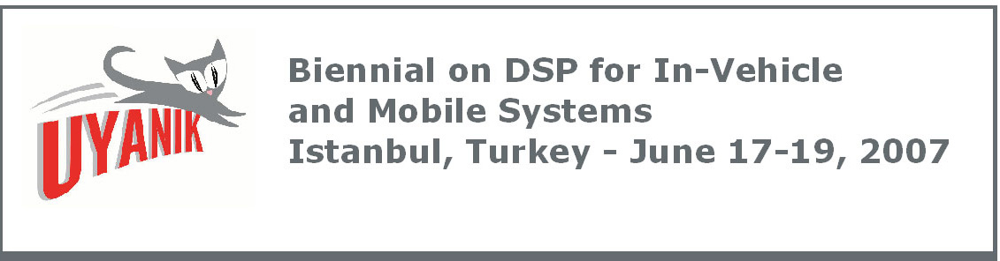 UYANIK
Biennial on DSP for In-Vehicle
and Mobile Systems
Istanbul, Turkey - June 17-19, 2007